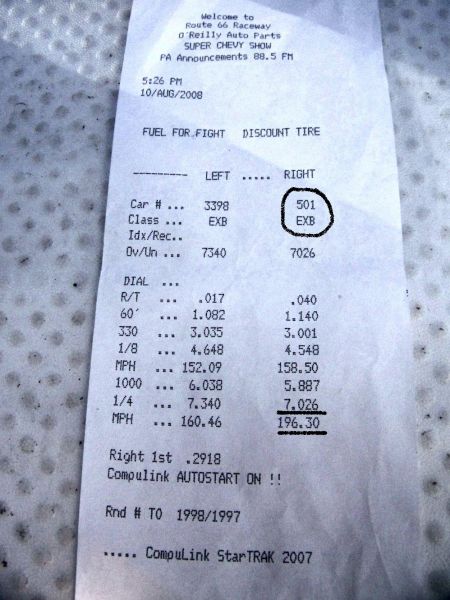 Welcome to
Route 66 Raceway
O'Reilly Auto Parts
SUPER CHEVY SHOW
PA Announcements 88.5 FM
5:26 PM
10/AUG/2008
FUEL FOR FIGHT DISCOUNT TIRE
---------- LEFT ..... RIGHT
Car # ... 3398 501
Class ... EXB EXB
Idx/Rec..
Ov/Un ... 7340 7026
DIAL ...
R/T ... .017 .040
60' ... 1.082 1.140
330 ... 3.035 3.001
1/8 ... 4.648 4.548
MPH ... 152.09 158.50
1000 ... 6.038 5.887
1/4 ... 7.340 7.026
MPH ... 160.46 196.30
Right 1st .2918
Compulink AUTOSTART ON !!
Rnd # TO 1998/1997
..... CompuLink StarTRAK 2007